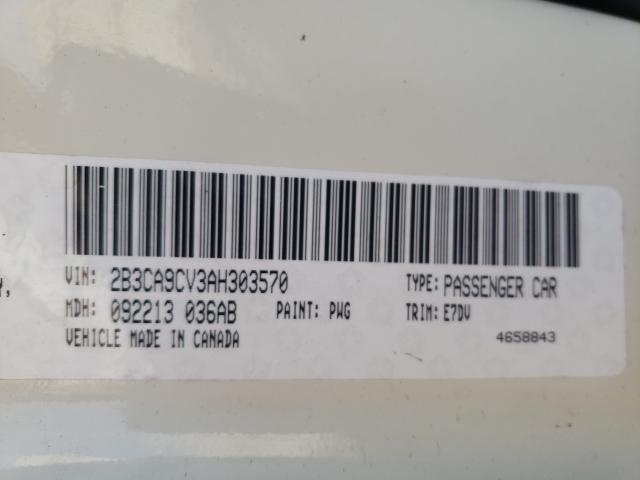 VIN: 2B3CA9CV3AH303570 TYPE: PASSENGER CAR
MDH: 092213 036AB PAINT: PWG TRIM: E7DV
VEHICLE MADE IN CANADA 4658843